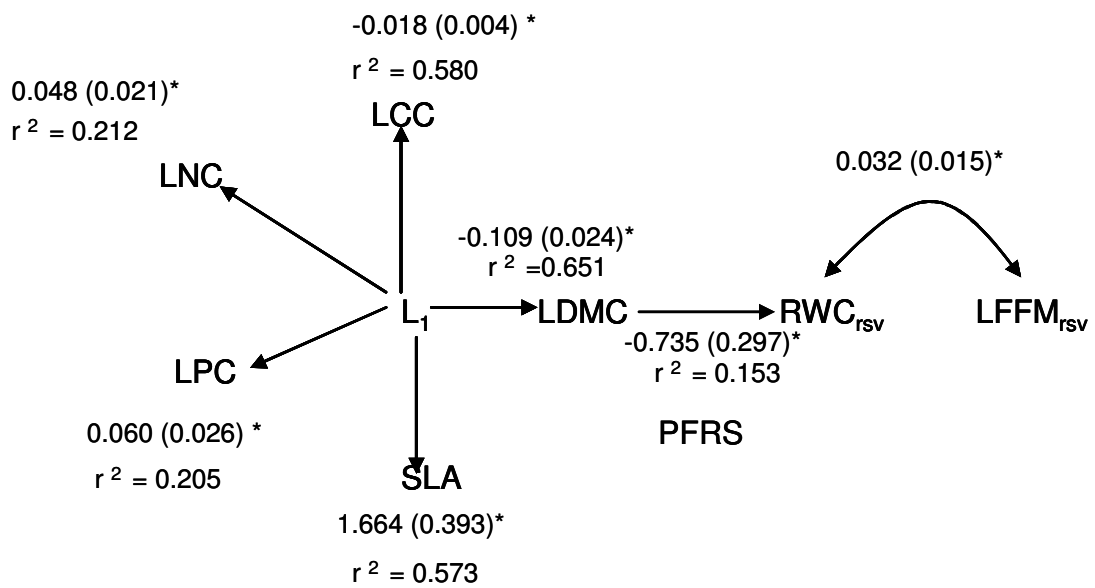 -0.018 (0.004) *
r 2 = 0.580
LCC
0.048 (0.021)*
r 2 = 0.212
LNC
0.032 (0.015)*
-0.109 (0.024)*
r 2 =0.651
L1
LDMC
RWCrsv
LFFMrsv
-0.735 (0.297)*
r 2 = 0.153
LPC
0.060 (0.026) *
r 2 = 0.205
PFRS
SLA
1.664 (0.393)*
r 2 = 0.573